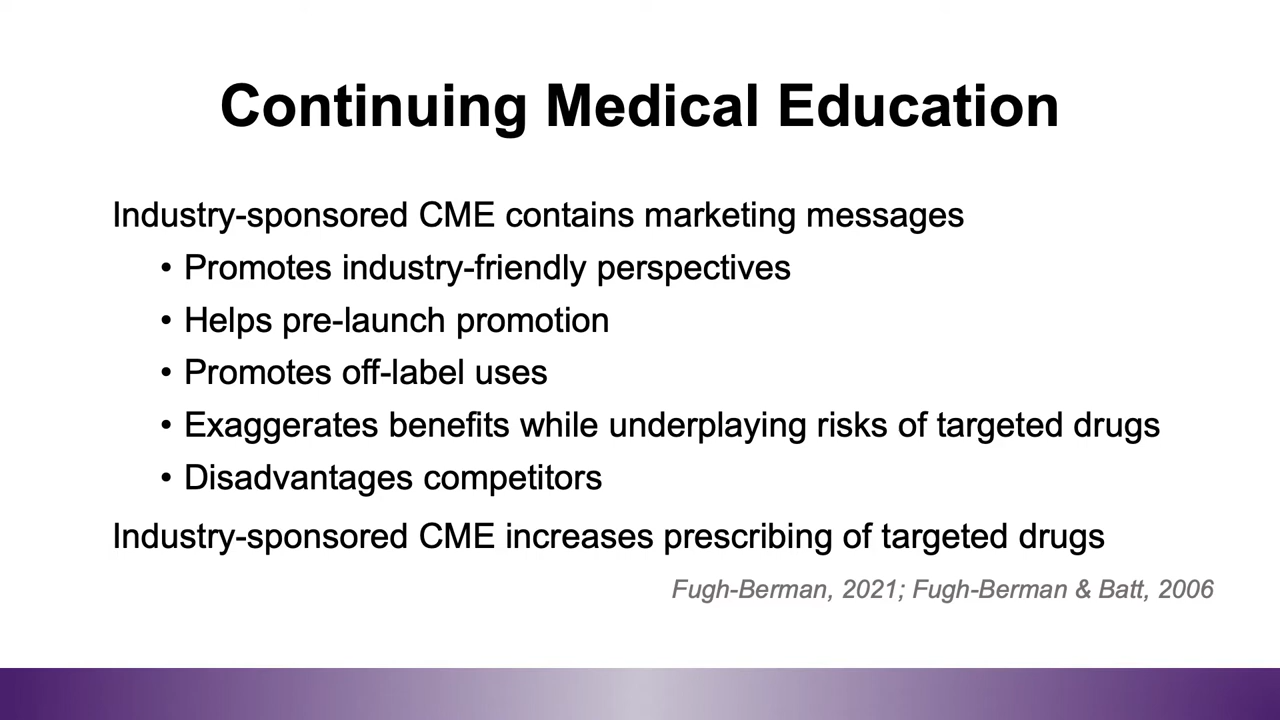 Continuing Medical Education
Industry-sponsored CME contains marketing messages
• Promotes industry-friendly perspectives
• Helps pre-launch promotion
• Promotes off-label uses
• Exaggerates benefits while underplaying risks of targeted drugs
• Disadvantages competitors
Industry-sponsored CME increases prescribing of targeted drugs
Fugh-Berman, 2021; Fugh-Berman & Batt, 2006